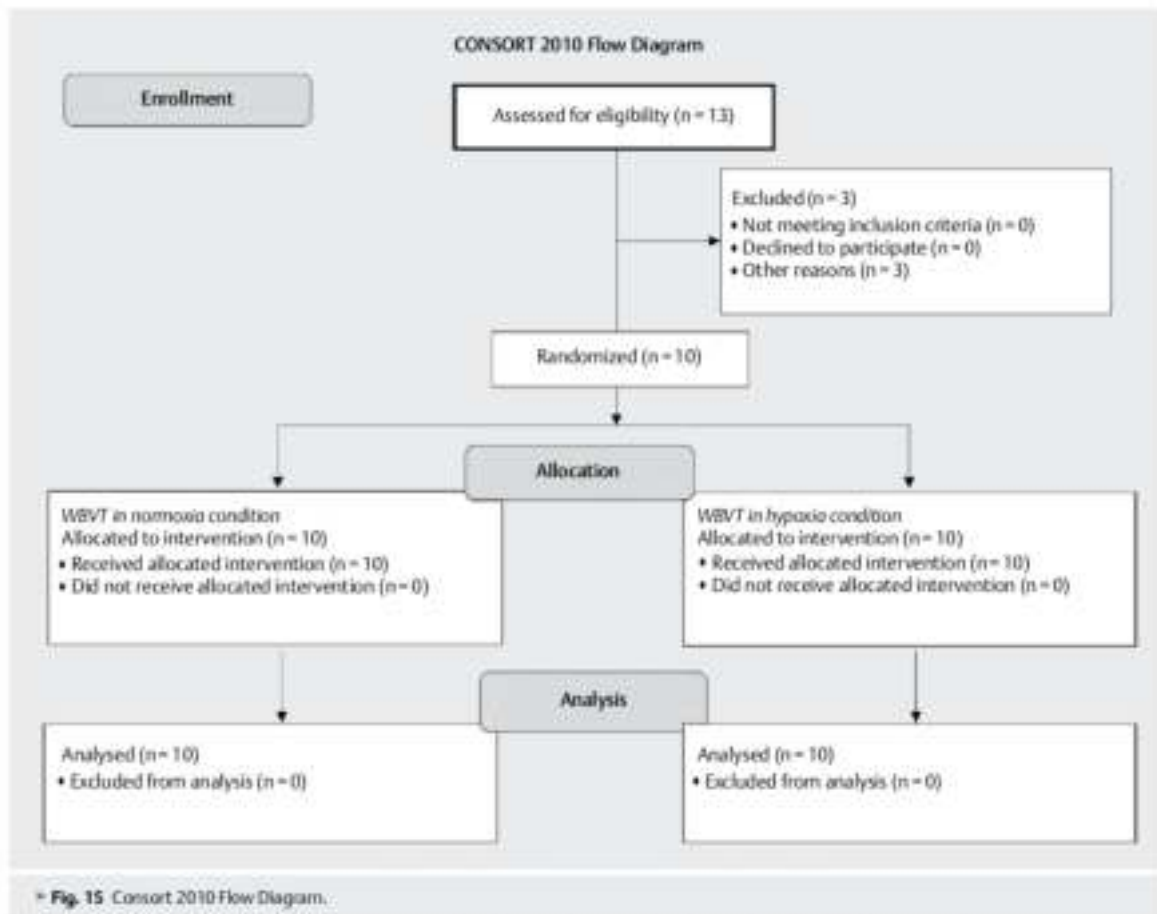 CONSORT 2010 Flow Diagram
Enrollment
Assessed for eligibility (n = 13)
Excluded (n = 3)
• Not meeting inclusion criteria (n = 0)
• Declined to participate (n = 0)
• Other reasons (n = 3)
Randomized (n = 10)
Allocation
WBVT in normoxia condition
Allocated to intervention (n = 10)
• Received allocated intervention (n = 10)
• Did not receive allocated intervention (n = 0)
WBVT in hypoxia condition
Allocated to intervention (n = 10)
• Received allocated intervention (n = 10)
• Did not receive allocated intervention (n = 0)
Analysis
Analysed (n = 10)
• Excluded from analysis (n = 0)
Analysed (n = 10)
• Excluded from analysis (n = 0)
Fig. 1S Consort 2010 Flow Diagram.